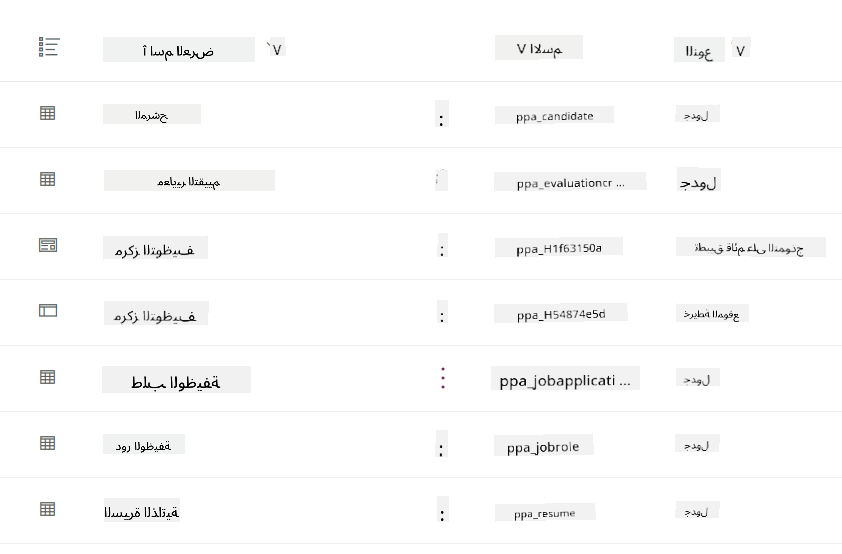 ↑ اسم العرض V
V الاسم
النوع V
المرشح : ppa_candidate جدول
معايير التقييم : ppa_evaluationcr ... جدول
مركز التوظيف : ppa_H1f63150a تطبيق قائم على النموذج
مركز التوظيف : ppa_H54874e5d خريطة الموقع
طلب الوظيفة : ppa_jobapplicati ... جدول
دور الوظيفة : ppa_jobrole جدول
السيرة الذاتية : ppa_resume جدول